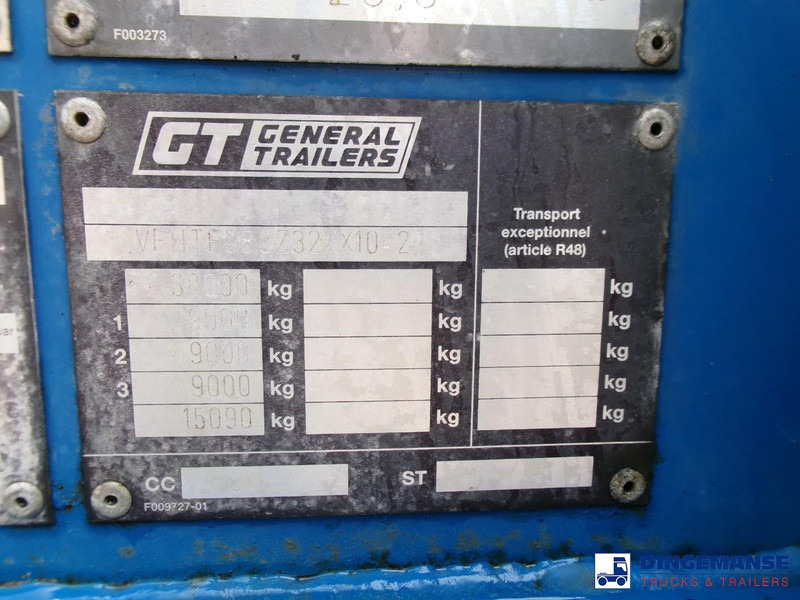 F003273
GT GENERAL TRAILERS
Transport
exceptionnel
(article R48)
kg kg kg
1 kg kg kg
2 9000 kg kg kg
3 9000 kg kg kg
15090 kg kg kg
CC ST
F009727-01
DINGEMANSE
TRUCKS & TRAILERS